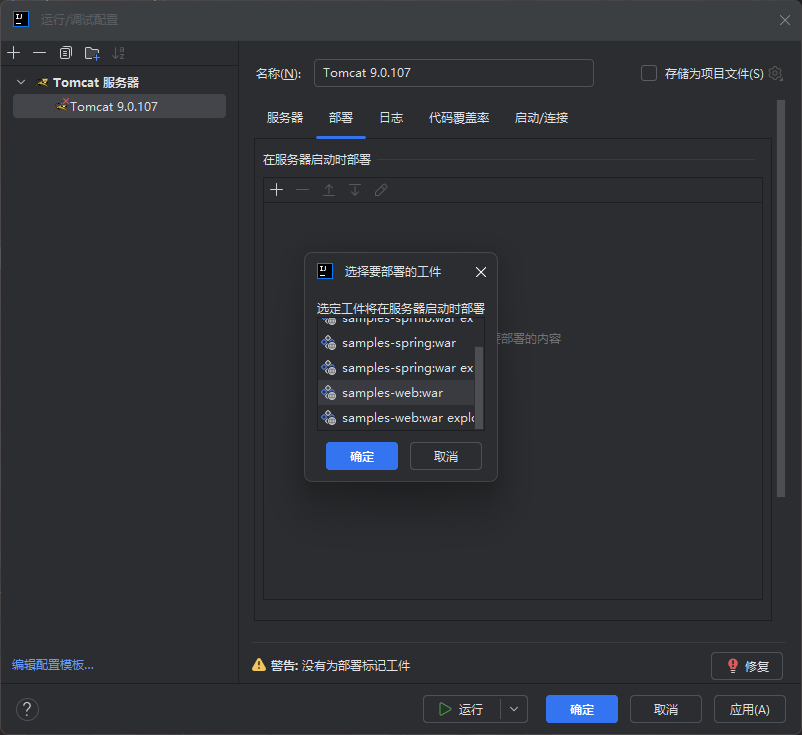 运行/调试配置
Tomcat 服务器
Tomcat 9.0.107
名称(N):
Tomcat 9.0.107
存储为项目文件(S)
服务器
部署
日志
代码覆盖率
启动/连接
在服务器启动时部署
要部署的内容
选择要部署的工件
选定工件将在服务器启动时部署
samples-spring:war
samples-spring:war ex
samples-web:war
samples-web:war explo
确定
取消
编辑配置模板...
警告: 没有为部署标记工件
修复
?
运行
确定
取消
应用(A)